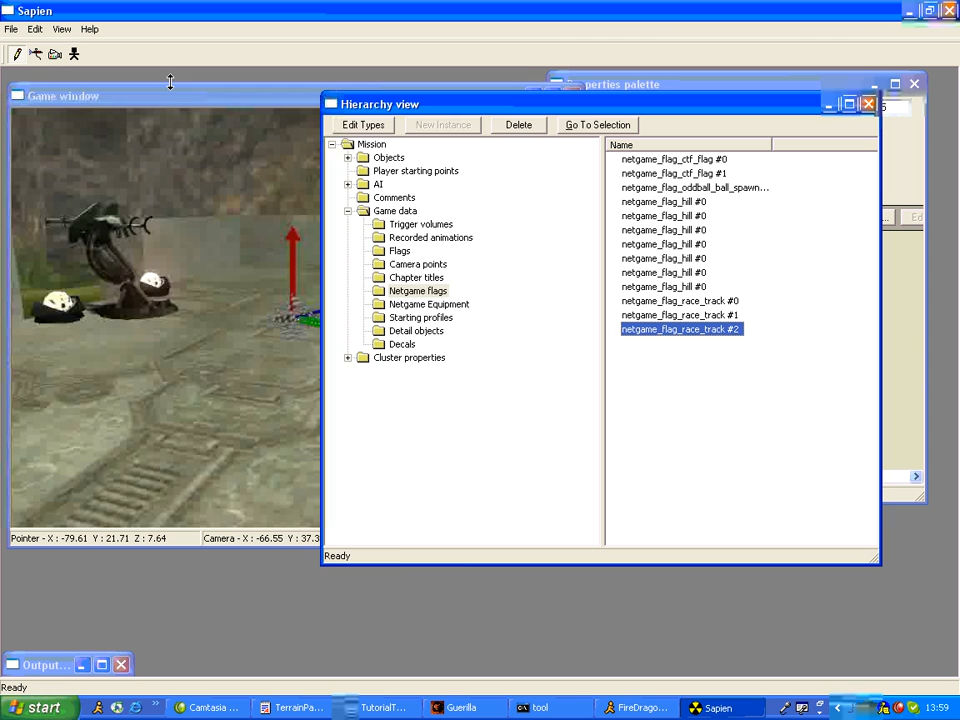 Sapien
File Edit View Help
Game window
Properties palette
5
Hierarchy view
Edit Types New Instance Delete Go To Selection
Mission
Objects
Player starting points
AI
Comments
Game data
Trigger volumes
Recorded animations
Flags
Camera points
Chapter titles
Netgame flags
Netgame Equipment
Starting profiles
Detail objects
Decals
Cluster properties
Name
netgame_flag_ctf_flag #0
netgame_flag_ctf_flag #1
netgame_flag_oddball_ball_spawn...
netgame_flag_hill #0
netgame_flag_hill #0
netgame_flag_hill #0
netgame_flag_hill #0
netgame_flag_hill #0
netgame_flag_hill #0
netgame_flag_hill #0
netgame_flag_race_track #0
netgame_flag_race_track #1
netgame_flag_race_track #2
... Ed
Pointer - X : -79.61 Y : 21.71 Z : 7.64 Camera - X : -66.55 Y : 37.3
Ready
Output...
Ready
start Camtasia ... TerrainPa... TutorialT... Guerilla tool FireDrago... Sapien 13:59